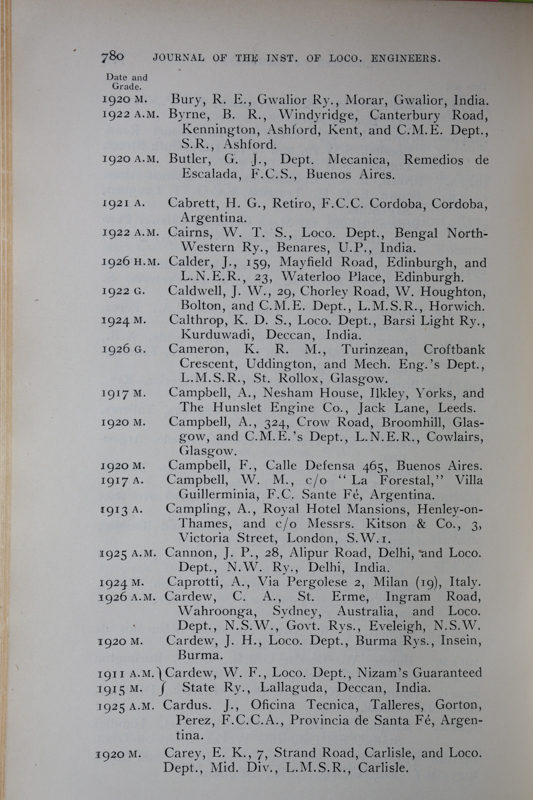 780 JOURNAL OF THE INST. OF LOCO. ENGINEERS.
Date and
Grade.
1920 M. Bury, R. E., Gwalior Ry., Morar, Gwalior, India.
1922 A.M. Byrne, B. R., Windyridge, Canterbury Road,
Kennington, Ashford, Kent, and C.M.E. Dept.,
S.R., Ashford.
1920 A.M. Butler, G. J., Dept. Mecanica, Remedios de
Escalada, F.C.S., Buenos Aires.
1921 A. Cabrett, H. G., Retiro, F.C.C. Cordoba, Cordoba,
Argentina.
1922 A.M. Cairns, W. T. S., Loco. Dept., Bengal North-
Western Ry., Benares, U.P., India.
1926 H.M. Calder, J., 159, Mayfield Road, Edinburgh, and
L.N.E.R., 23, Waterloo Place, Edinburgh.
1922 G. Caldwell, J. W., 29, Chorley Road, W. Houghton,
Bolton, and C.M.E. Dept., L.M.S.R., Horwich.
1924 M. Calthrop, K. D. S., Loco. Dept., Barsi Light Ry.,
Kurduwadi, Deccan, India.
1926 G. Cameron, K. R. M., Turinzean, Croftbank
Crescent, Uddington, and Mech. Eng.'s Dept.,
L.M.S.R., St. Rollox, Glasgow.
1917 M. Campbell, A., Nesham House, Ilkley, Yorks, and
The Hunslet Engine Co., Jack Lane, Leeds.
1920 M. Campbell, A., 324, Crow Road, Broomhill, Glas-
gow, and C.M.E.'s Dept., L.N.E.R., Cowlairs,
Glasgow.
1920 M. Campbell, F., Calle Defensa 465, Buenos Aires.
1917 A. Campbell, W. M., c/o "La Forestal," Villa
Guillerminia, F.C. Sante Fé, Argentina.
1913 A. Campling, A., Royal Hotel Mansions, Henley-on-
Thames, and c/o Messrs. Kitson & Co., 3,
Victoria Street, London, S.W.1.
1925 A.M. Cannon, J. P., 28, Alipur Road, Delhi, and Loco.
Dept., N.W. Ry., Delhi, India.
1924 M. Caprotti, A., Via Pergolese 2, Milan (19), Italy.
1926 A.M. Cardew, C. A., St. Erme, Ingram Road,
Wahroonga, Sydney, Australia, and Loco.
Dept., N.S.W., Govt. Rys., Eveleigh, N.S.W.
1920 M. Cardew, J. H., Loco. Dept., Burma Rys., Insein,
Burma.
1911 A.M. } Cardew, W. F., Loco. Dept., Nizam's Guaranteed
1915 M. } State Ry., Lallaguda, Deccan, India.
1925 A.M. Cardus. J., Oficina Tecnica, Talleres, Gorton,
Perez, F.C.C.A., Provincia de Santa Fé, Argen-
tina.
1920 M. Carey, E. K., 7, Strand Road, Carlisle, and Loco.
Dept., Mid. Div., L.M.S.R., Carlisle.